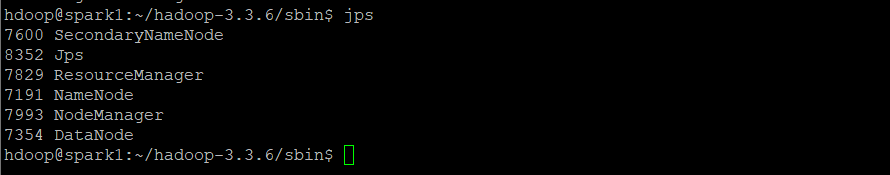 hdoop@spark1:~/hadoop-3.3.6/sbin$ jps
7600 SecondaryNameNode
8352 Jps
7829 ResourceManager
7191 NameNode
7993 NodeManager
7354 DataNode
hdoop@spark1:~/hadoop-3.3.6/sbin$